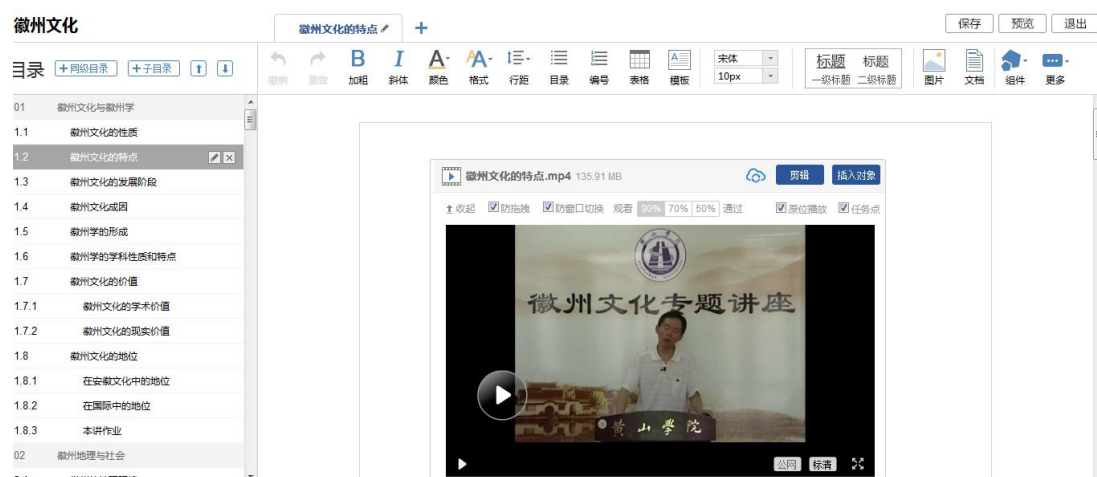 徽州文化
徽州文化的特点
+
保存 预览 退出
目录 +同级目录 +子目录
撤销 重做 B 加粗 I 斜体 A 颜色 AA 格式 行距 目录 编号 表格 模板 宋体 10px 标题 一级标题 标题 二级标题 图片 文档 组件 更多
01 徽州文化与徽州学
1.1 徽州文化的性质
1.2 徽州文化的特点
1.3 徽州文化的发展阶段
1.4 徽州文化成因
1.5 徽州学的形成
1.6 徽州学的学科性质和特点
1.7 徽州文化的价值
1.7.1 徽州文化的学术价值
1.7.2 徽州文化的现实价值
1.8 徽州文化的地位
1.8.1 在安徽文化中的地位
1.8.2 在国际中的地位
1.8.3 本讲作业
02 徽州地理与社会
徽州文化的特点.mp4 135.91 MB 剪辑 插入对象
收起 防拖拽 防窗口切换 观看 90% 70% 50% 通过 原位播放 任务点
徽州文化专题讲座
黄山学院
公网 标清